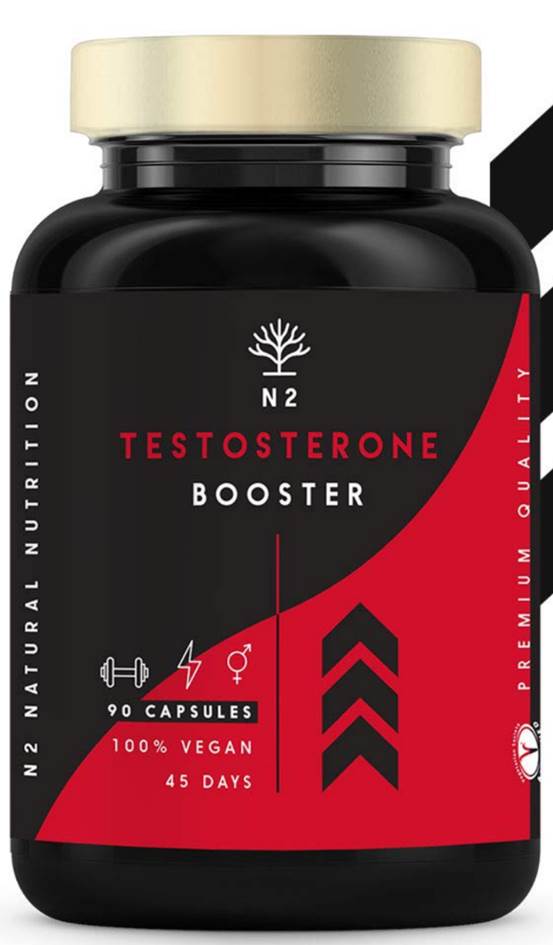 N2
TESTOSTERONE
BOOSTER
90 CAPSULES
100% VEGAN
45 DAYS
N2 NATURAL NUTRITION
PREMIUM QUALITY